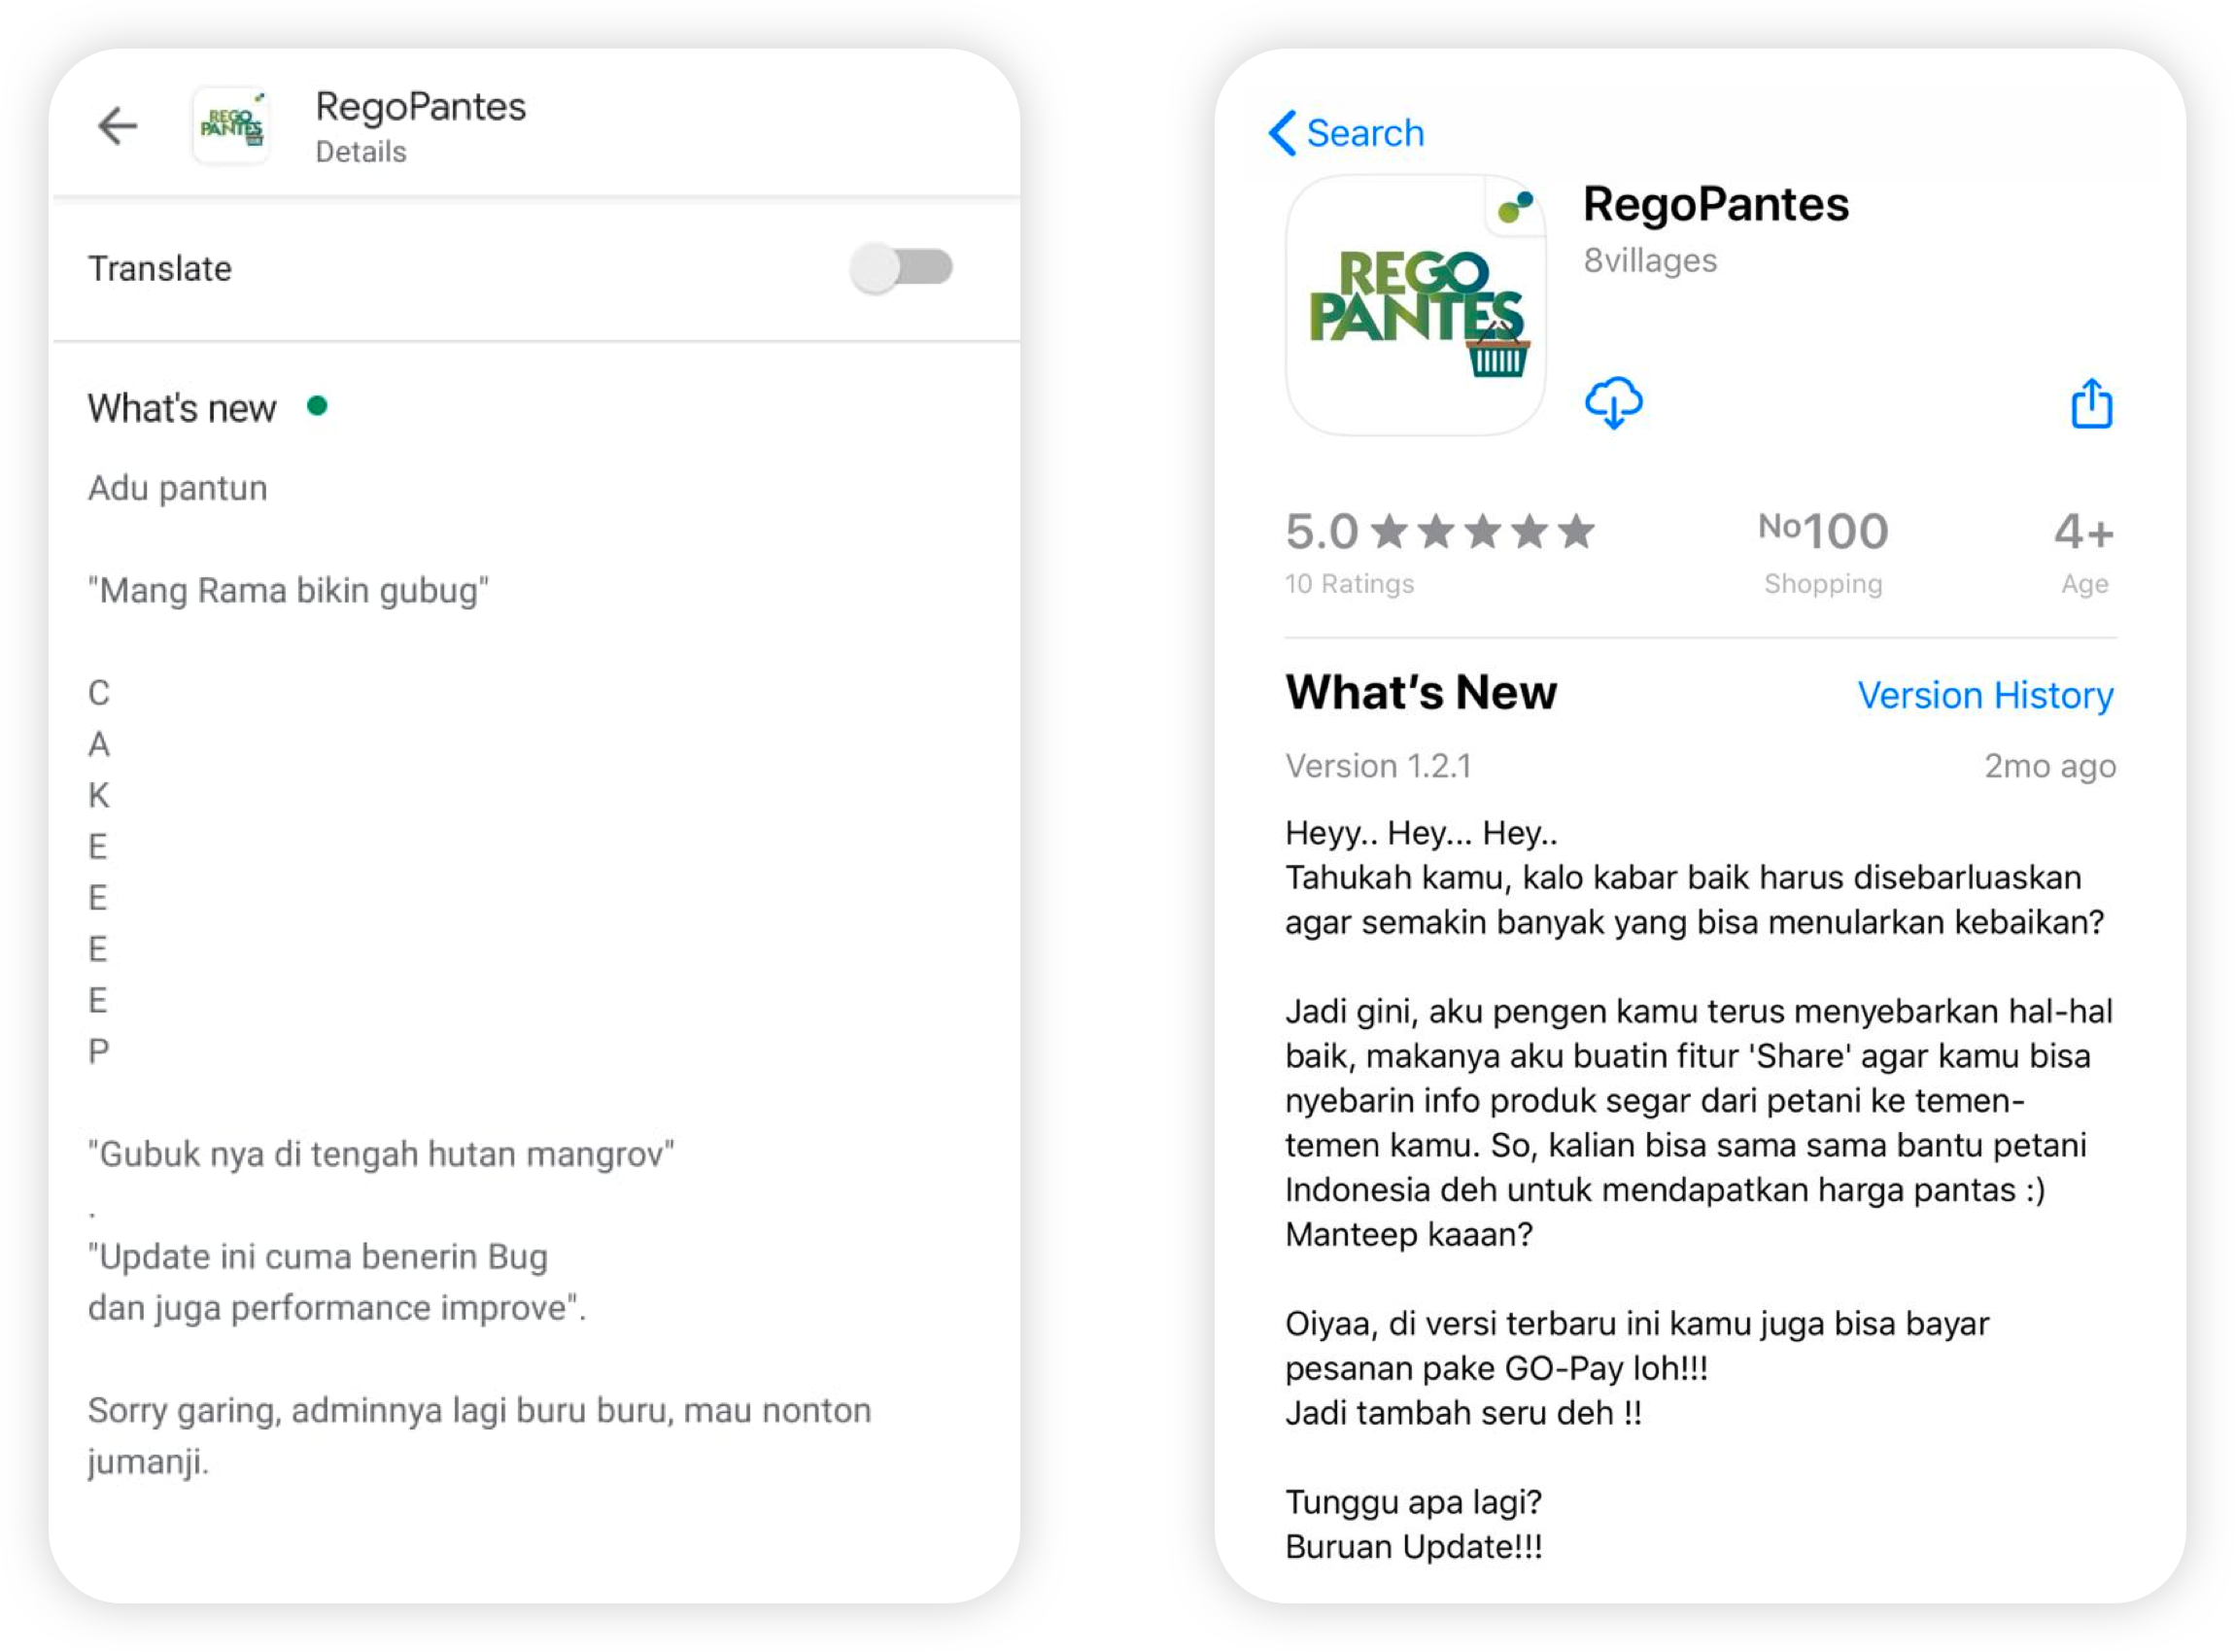 REGO
PANTES
RegoPantes
Details
Translate
What's new
Adu pantun
"Mang Rama bikin gubug"
C
A
K
E
E
E
E
P
"Gubuk nya di tengah hutan mangrov"
.
"Update ini cuma benerin Bug
dan juga performance improve".
Sorry garing, adminnya lagi buru buru, mau nonton
jumanji.
Search
REGO
PANTES
RegoPantes
8villages
5.0 ★★★★★
10 Ratings
No100
Shopping
4+
Age
What's New
Version History
Version 1.2.1
2mo ago
Heyy.. Hey... Hey..
Tahukah kamu, kalo kabar baik harus disebarluaskan
agar semakin banyak yang bisa menularkan kebaikan?
Jadi gini, aku pengen kamu terus menyebarkan hal-hal
baik, makanya aku buatin fitur 'Share' agar kamu bisa
nyebarin info produk segar dari petani ke temen-
temen kamu. So, kalian bisa sama sama bantu petani
Indonesia deh untuk mendapatkan harga pantas :)
Manteep kaaan?
Oiyaa, di versi terbaru ini kamu juga bisa bayar
pesanan pake GO-Pay loh!!!
Jadi tambah seru deh !!
Tunggu apa lagi?
Buruan Update!!!